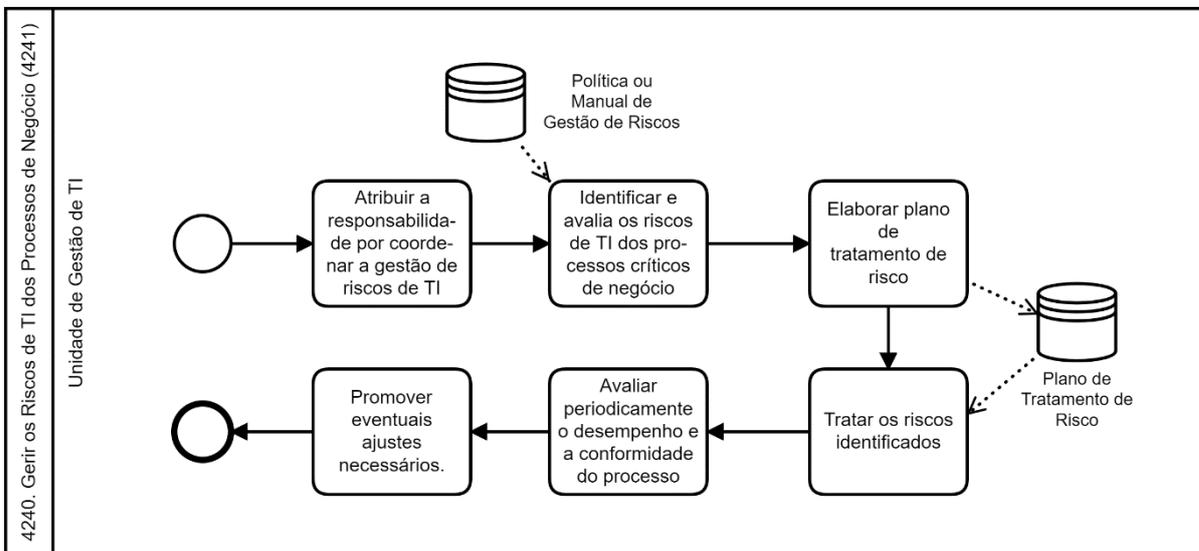 4240. Gerir os Riscos de TI dos Processos de Negócio (4241)
Unidade de Gestão de TI
Política ou
Manual de
Gestão de Riscos
Atribuir a
responsabilida-
de por coorde-
nar a gestão de
riscos de TI
Identificar e
avalia os riscos
de TI dos pro-
cessos críticos
de negócio
Elaborar plano
de
tratamento de
risco
Plano de
Tratamento de
Risco
Tratar os riscos
identificados
Avaliar
periodicamente
o desempenho e
a conformidade
do processo
Promover
eventuais
ajustes
necessários.